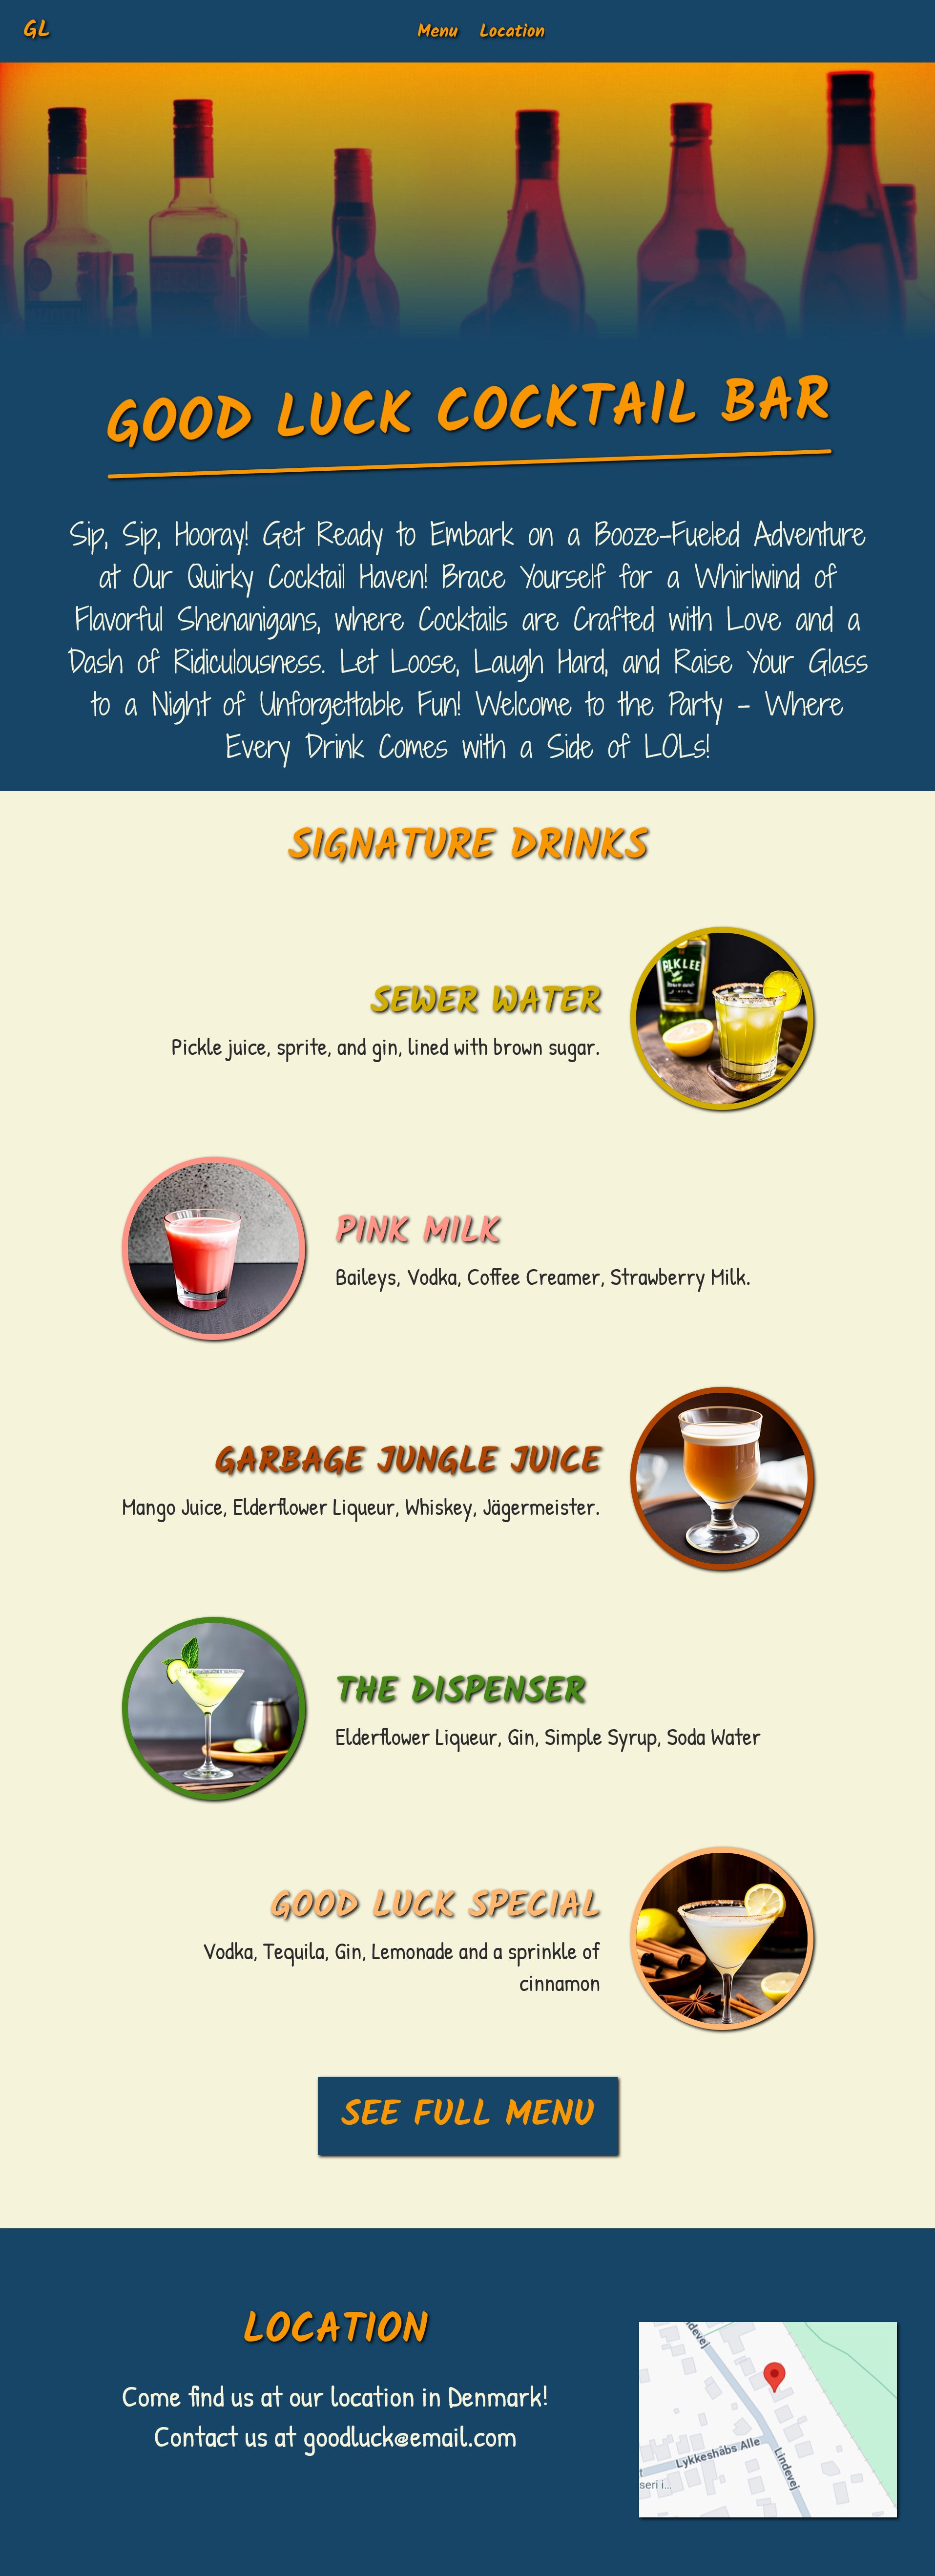 GL
Menu Location
GOOD LUCK COCKTAIL BAR
Sip, Sip, Hooray! Get Ready to Embark on a Booze-Fueled Adventure
at Our Quirky Cocktail Haven! Brace Yourself for a Whirlwind of
Flavorful Shenanigans, where Cocktails are Crafted with Love and a
Dash of Ridiculousness. Let Loose, Laugh Hard, and Raise Your Glass
to a Night of Unforgettable Fun! Welcome to the Party - Where
Every Drink Comes with a Side of LOLs!
SIGNATURE DRINKS
SEWER WATER
Pickle juice, sprite, and gin, lined with brown sugar.
PINK MILK
Baileys, Vodka, Coffee Creamer, Strawberry Milk.
GARBAGE JUNGLE JUICE
Mango Juice, Elderflower Liqueur, Whiskey, Jägermeister.
THE DISPENSER
Elderflower Liqueur, Gin, Simple Syrup, Soda Water
GOOD LUCK SPECIAL
Vodka, Tequila, Gin, Lemonade and a sprinkle of
cinnamon
SEE FULL MENU
LOCATION
Come find us at our location in Denmark!
Contact us at goodluck@email.com
Lykkeshåbs Alle
Lindevej
seri i...